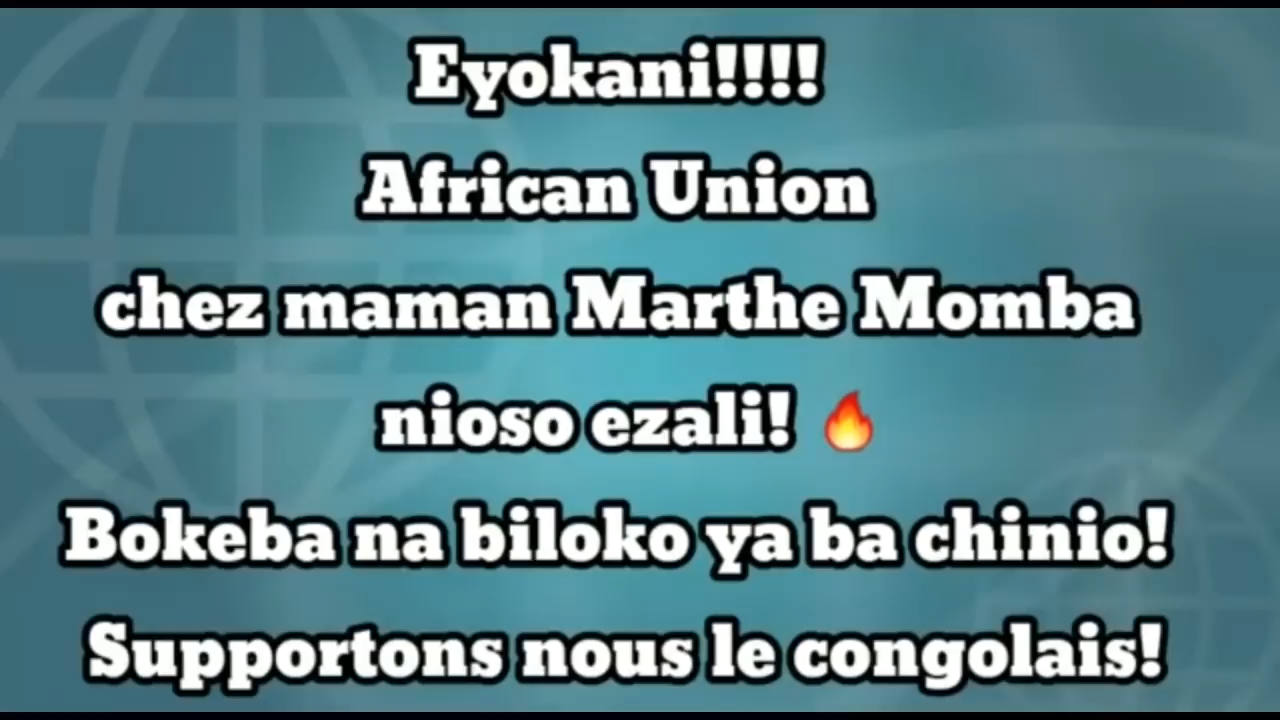 Eyokani!!!!
African Union
chez maman Marthe Momba
nioso ezali! 🔥
Bokeba na biloko ya ba chinio!
Supportons nous le congolais!